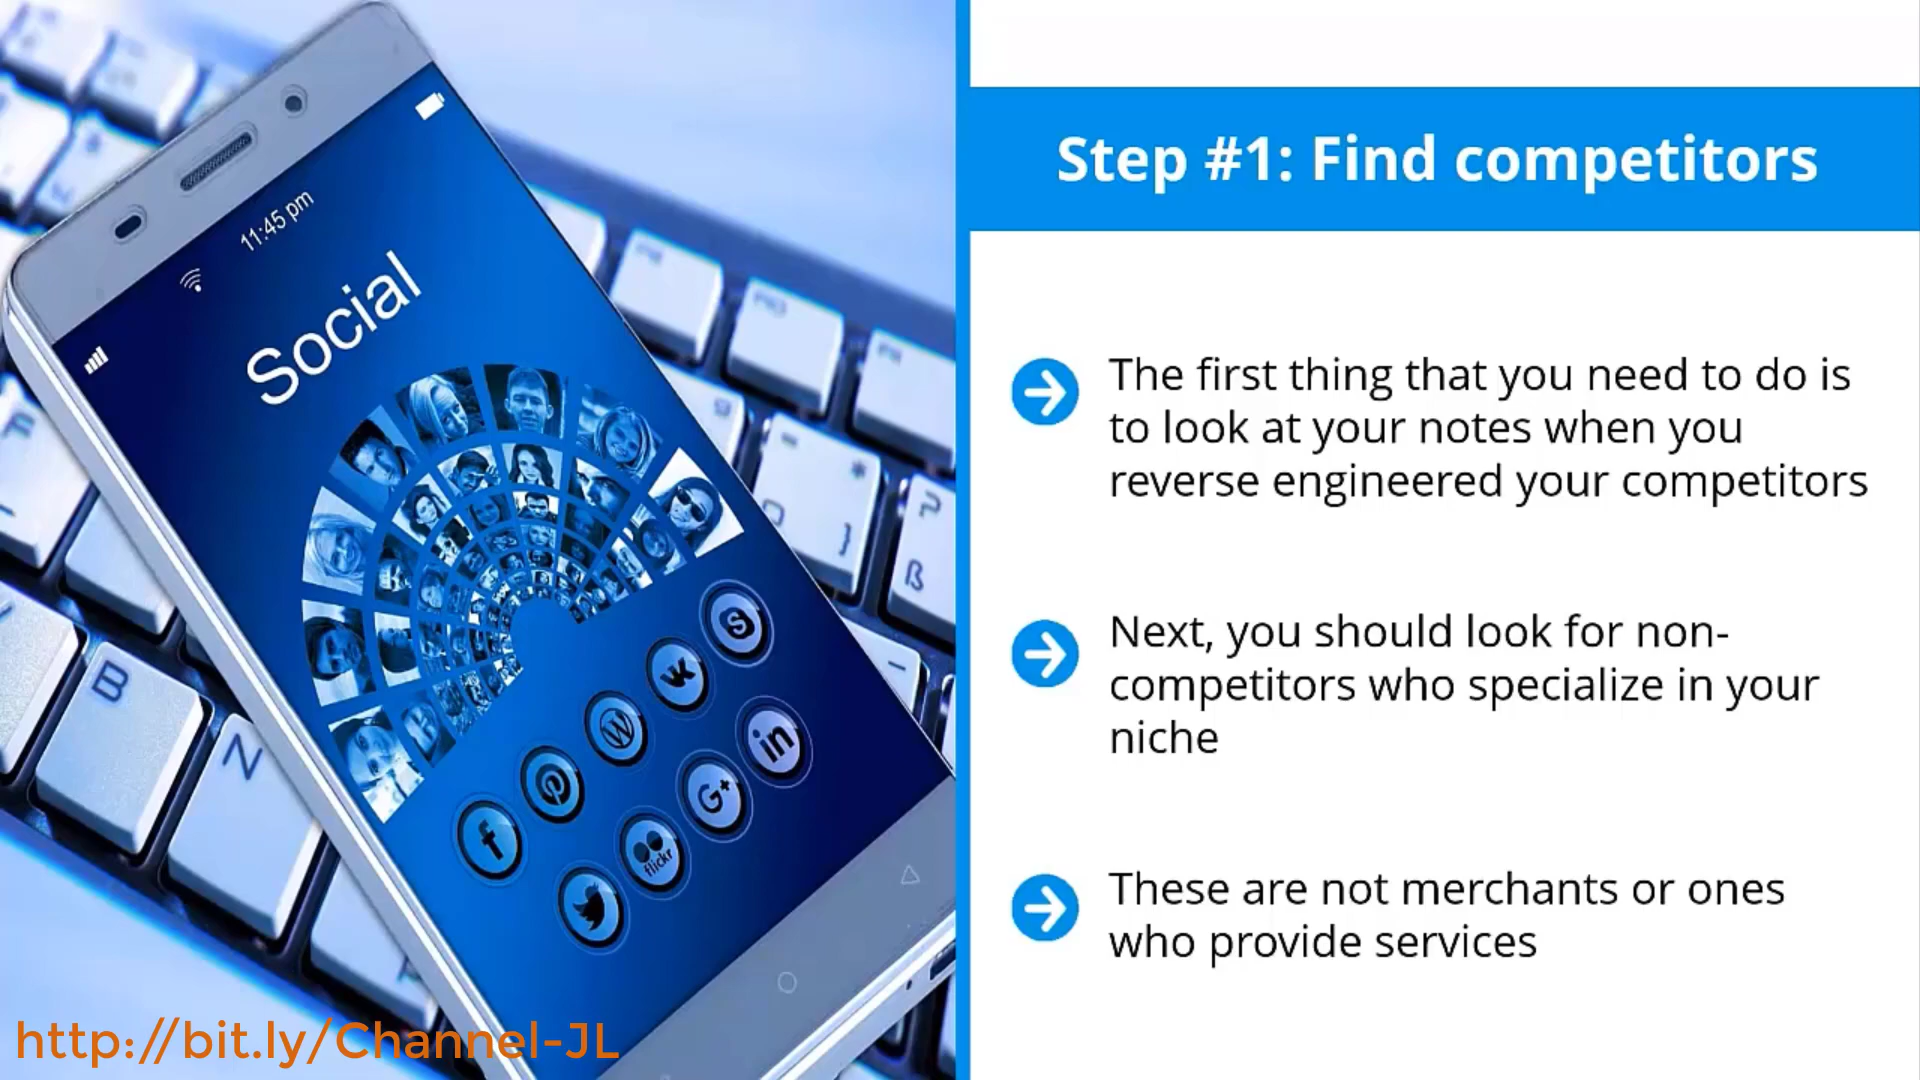 11:45 pm
Social
flickr
B
N
http://bit.ly/Channel-JL
Step #1: Find competitors
The first thing that you need to do is
to look at your notes when you
reverse engineered your competitors
Next, you should look for non-
competitors who specialize in your
niche
These are not merchants or ones
who provide services